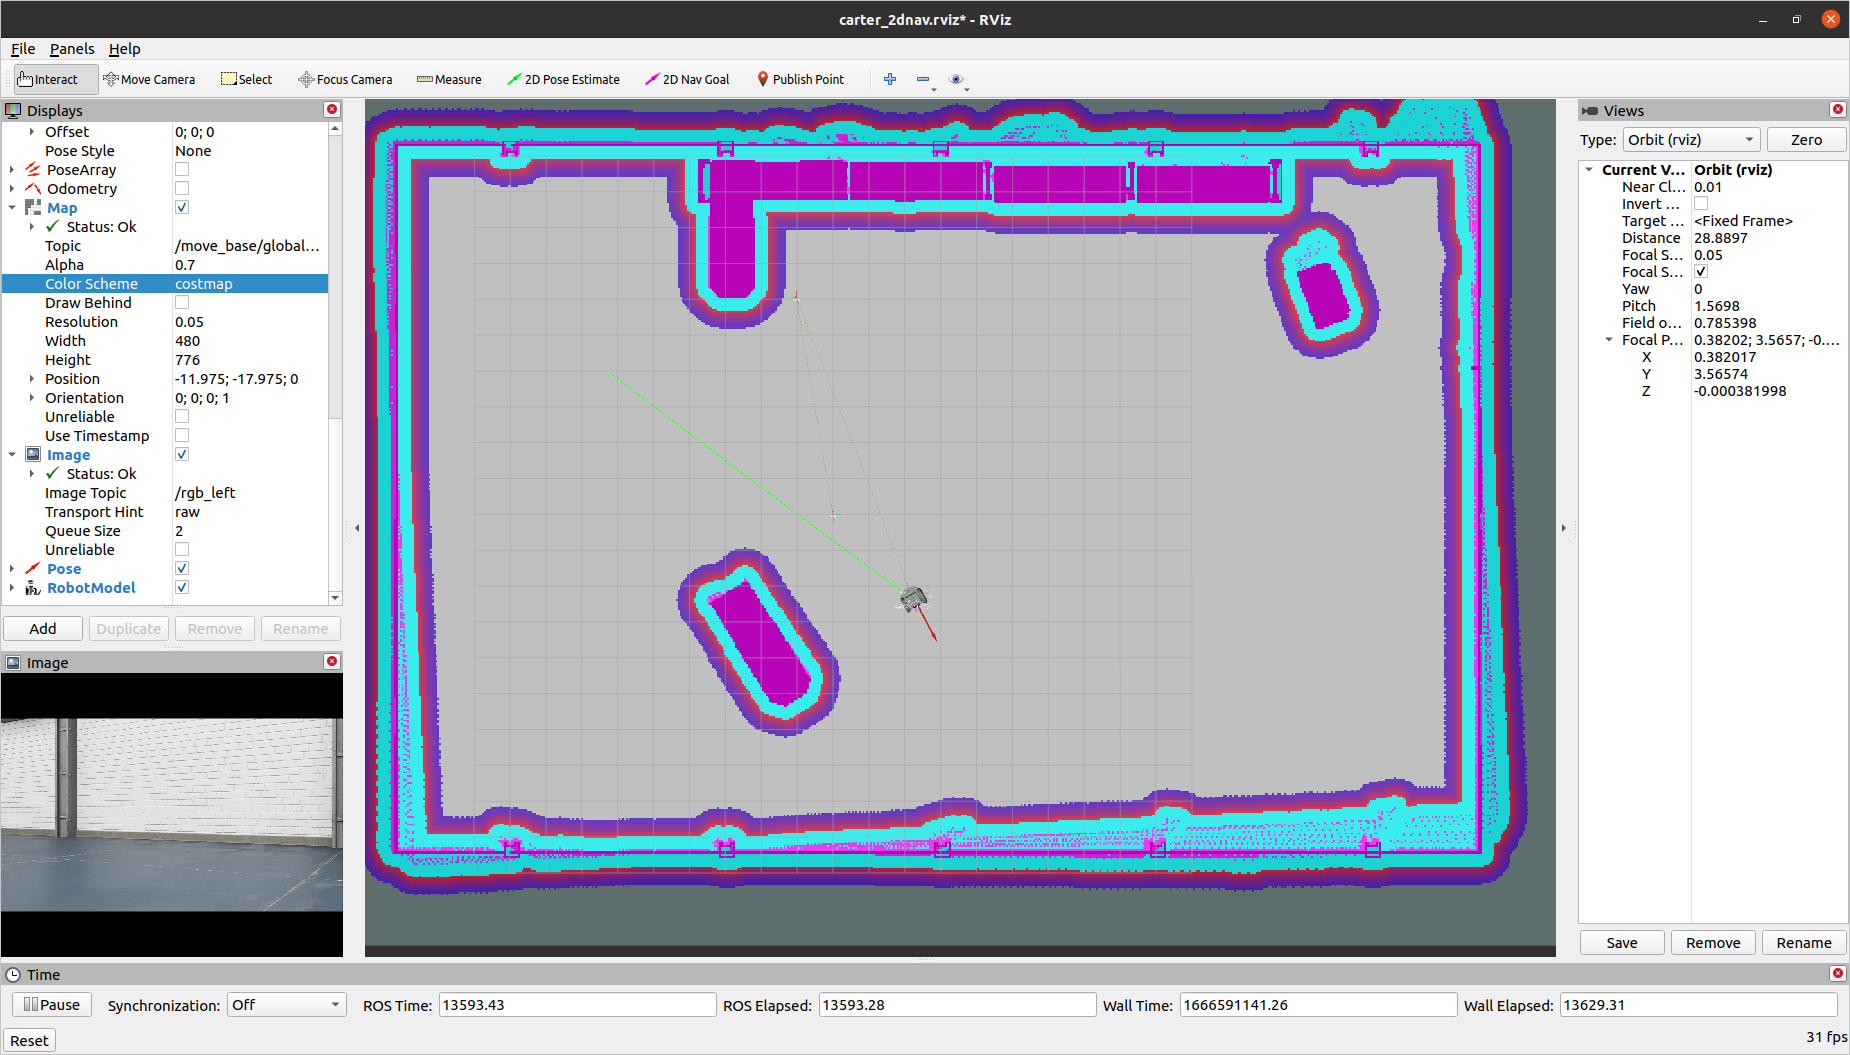 carter_2dnav.rviz* - RViz
File Panels Help
Interact Move Camera Select Focus Camera Measure 2D Pose Estimate 2D Nav Goal Publish Point
Displays
Offset 0; 0; 0
Pose Style None
PoseArray
Odometry
Map
Status: Ok
Topic /move_base/global...
Alpha 0.7
Color Scheme costmap
Draw Behind
Resolution 0.05
Width 480
Height 776
Position -11.975; -17.975; 0
Orientation 0; 0; 0; 1
Unreliable
Use Timestamp
Image
Status: Ok
Image Topic /rgb_left
Transport Hint raw
Queue Size 2
Unreliable
Pose
RobotModel
Add Duplicate Remove Rename
Image
Views
Type: Orbit (rviz) Zero
Current V... Orbit (rviz)
Near Cl... 0.01
Invert ...
Target ... <Fixed Frame>
Distance 28.8897
Focal S... 0.05
Focal S...
Yaw 0
Pitch 1.5698
Field o... 0.785398
Focal P... 0.38202; 3.5657; -0....
X 0.382017
Y 3.56574
Z -0.000381998
Save Remove Rename
Time
Pause Synchronization: Off ROS Time: 13593.43 ROS Elapsed: 13593.28 Wall Time: 1666591141.26 Wall Elapsed: 13629.31
Reset 31 fps